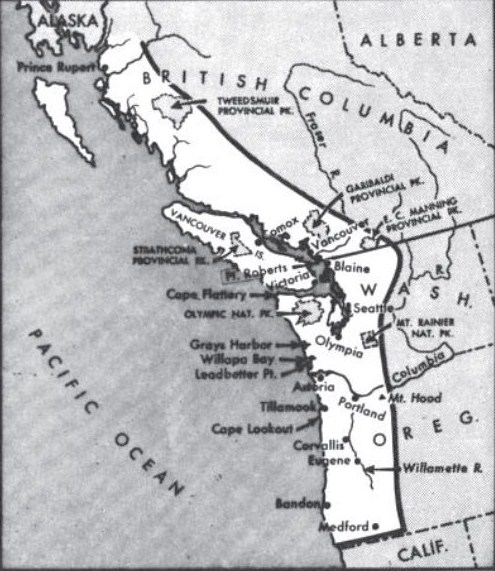 ALASKA
ALBERTA
Prince Rupert
BRITISH
COLUMBIA
TWEEDSMUIR
PROVINCIAL PK.
Fraser R.
GARIBALDI
PROVINCIAL PK.
E. C. MANNING
PROVINCIAL PK.
VANCOUVER IS.
Comox
Vancouver
STRATHCOMA
PROVINCIAL PK.
Pt. Roberts
Blaine
Victoria
Cape Flattery
WASH.
Seattle
OLYMPIC NAT. PK.
MT. RAINIER
NAT. PK.
Grays Harbor
Olympia
Willapa Bay
Leadbetter Pt.
Columbia
R.
Astoria
Mt. Hood
Tillamook
Portland
PACIFIC OCEAN
Cape Lookout
OREG.
Corvallis
Eugene
Willamette R.
Bandon
Medford
CALIF.